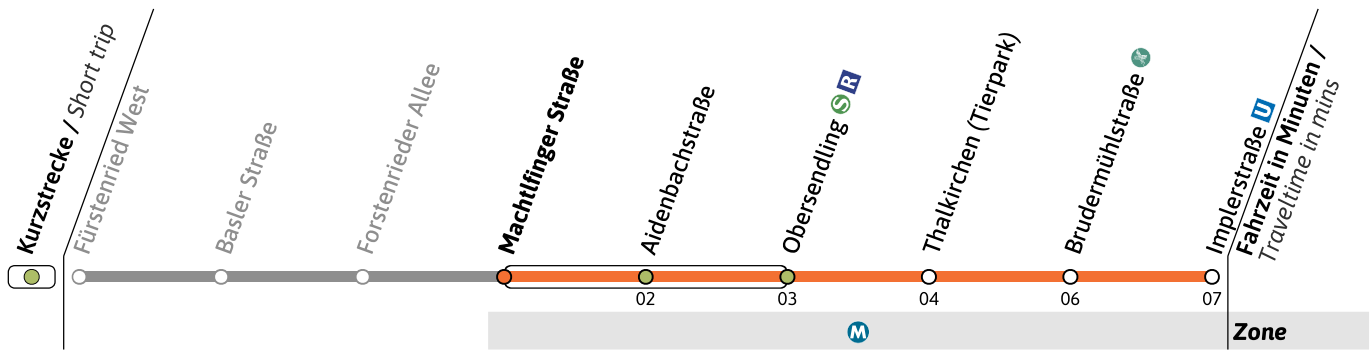 Kurzstrecke / Short trip
Fürstenried West
Basler Straße
Forstenrieder Allee
Machtlfinger Straße
Aidenbachstraße
Obersendling S R
Thalkirchen (Tierpark)
Brudermühlstraße
Implerstraße U
Fahrzeit in Minuten /
Traveltime in mins
02 03 04 06 07
M Zone